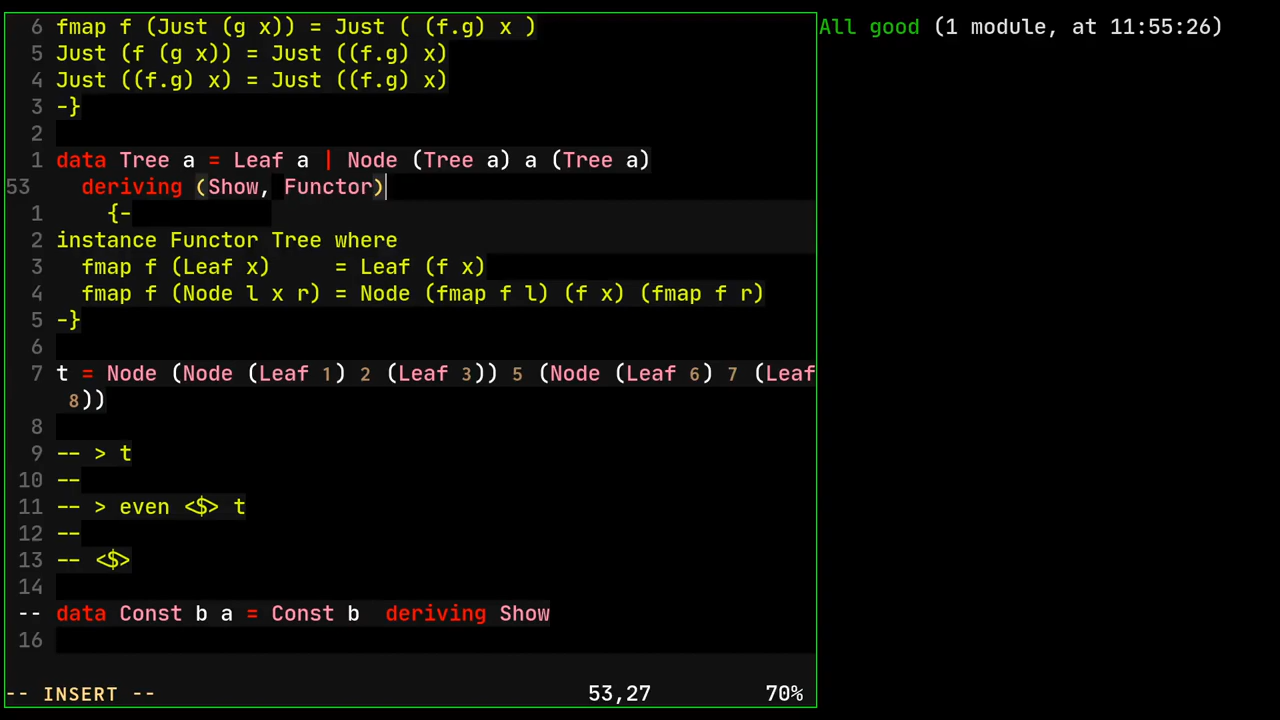 6 fmap f (Just (g x)) = Just ( (f.g) x )
5 Just (f (g x)) = Just ((f.g) x)
4 Just ((f.g) x) = Just ((f.g) x)
3 -}
2
1 data Tree a = Leaf a | Node (Tree a) a (Tree a)
53 deriving (Show, Functor)
1 {-
2 instance Functor Tree where
3 fmap f (Leaf x) = Leaf (f x)
4 fmap f (Node l x r) = Node (fmap f l) (f x) (fmap f r)
5 -}
6
7 t = Node (Node (Leaf 1) 2 (Leaf 3)) 5 (Node (Leaf 6) 7 (Leaf
8))
8
9 -- > t
10 --
11 -- > even <$> t
12 --
13 -- <$>
14
-- data Const b a = Const b  deriving Show
16
-- INSERT -- 53,27 70%
All good (1 module, at 11:55:26)